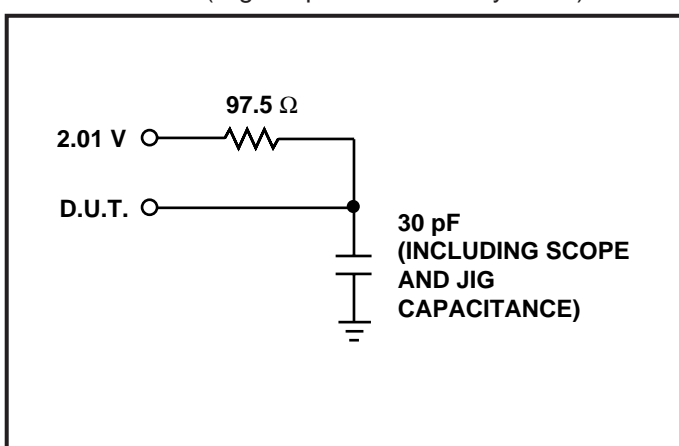 97.5 Ω
2.01 V
D.U.T.
30 pF
(INCLUDING SCOPE
AND JIG
CAPACITANCE)